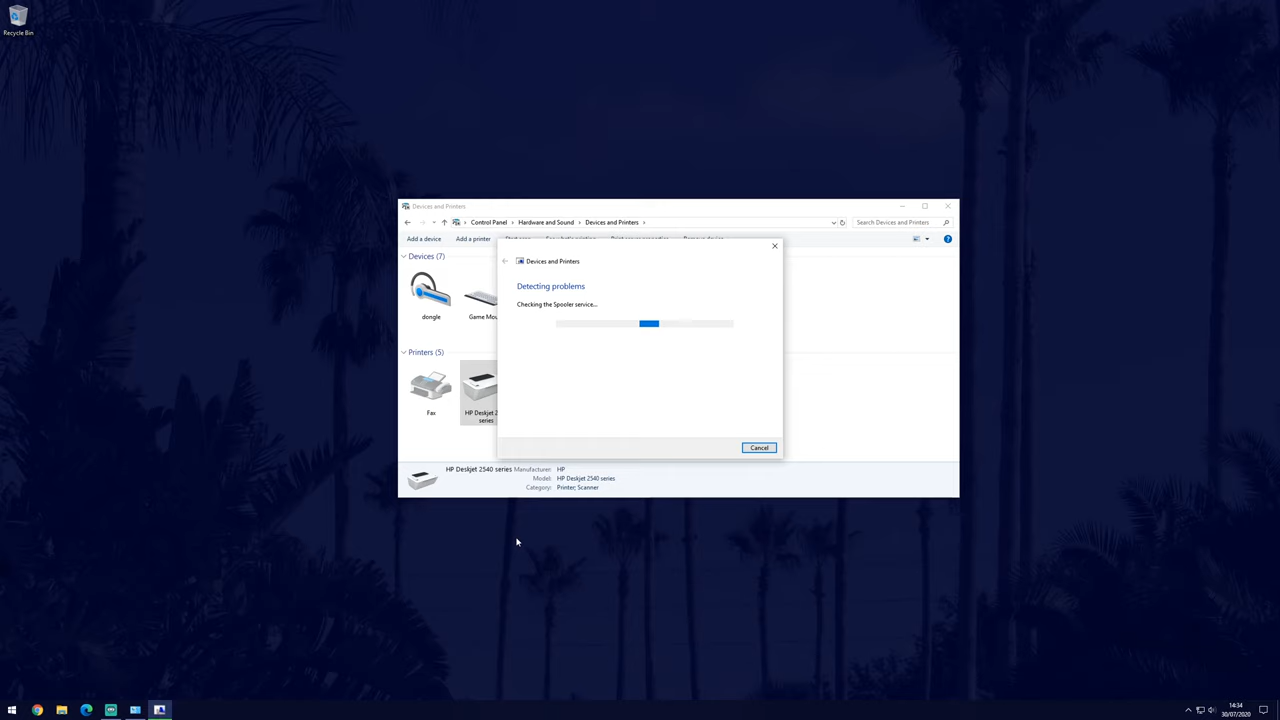 Recycle Bin
Devices and Printers
Control Panel
Hardware and Sound
Devices and Printers
Search Devices and Printers
Add a device
Add a printer
Devices (7)
dongle
Game Mou
Printers (5)
Fax
HP Deskjet 2
series
Devices and Printers
Detecting problems
Checking the Spooler service...
Cancel
HP Deskjet 2540 series
Manufacturer: HP
Model: HP Deskjet 2540 series
Category: Printer; Scanner
14:34
30/07/2020